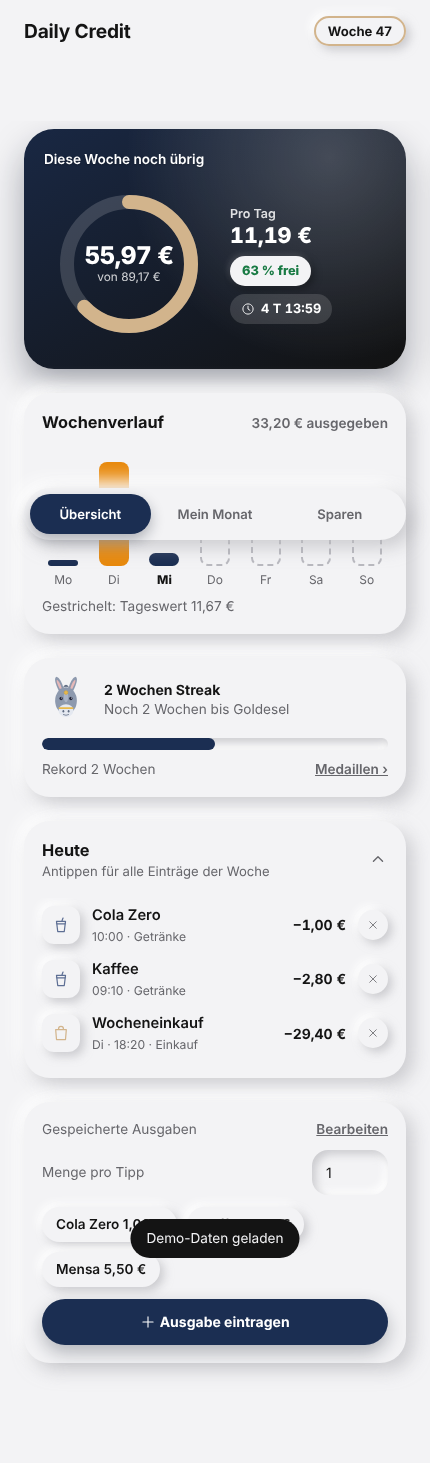 Daily Credit
Woche 47
Diese Woche noch übrig
55,97 €
von 89,17 €
Pro Tag
11,19 €
63 % frei
4 T 13:59
Wochenverlauf
33,20 € ausgegeben
Übersicht
Mein Monat
Sparen
Mo
Di
Mi
Do
Fr
Sa
So
Gestrichelt: Tageswert 11,67 €
2 Wochen Streak
Noch 2 Wochen bis Goldesel
Rekord 2 Wochen
Medaillen ›
Heute
Antippen für alle Einträge der Woche
Cola Zero
10:00 · Getränke
−1,00 €
Kaffee
09:10 · Getränke
−2,80 €
Wocheneinkauf
Di · 18:20 · Einkauf
−29,40 €
Gespeicherte Ausgaben
Bearbeiten
Menge pro Tipp
1
Cola Zero
Demo-Daten geladen
Mensa 5,50 €
Ausgabe eintragen